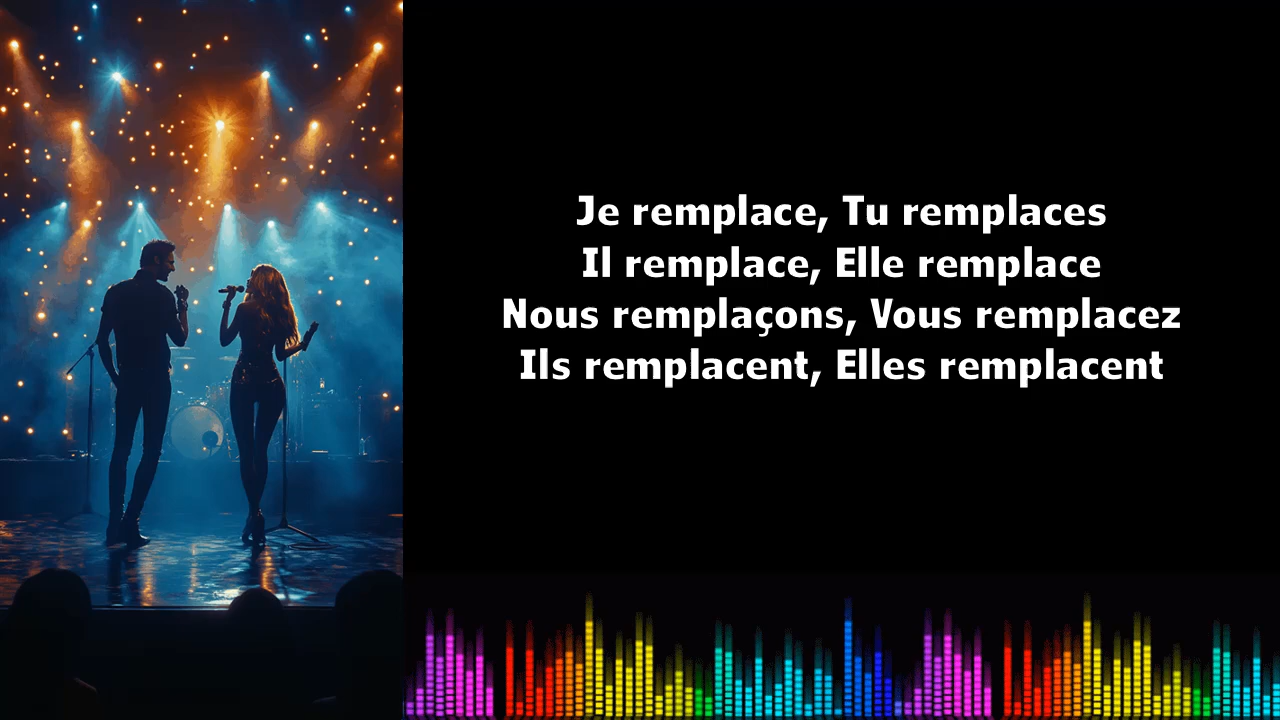 Je remplace, Tu remplaces
Il remplace, Elle remplace
Nous remplaçons, Vous remplacez
Ils remplacent, Elles remplacent